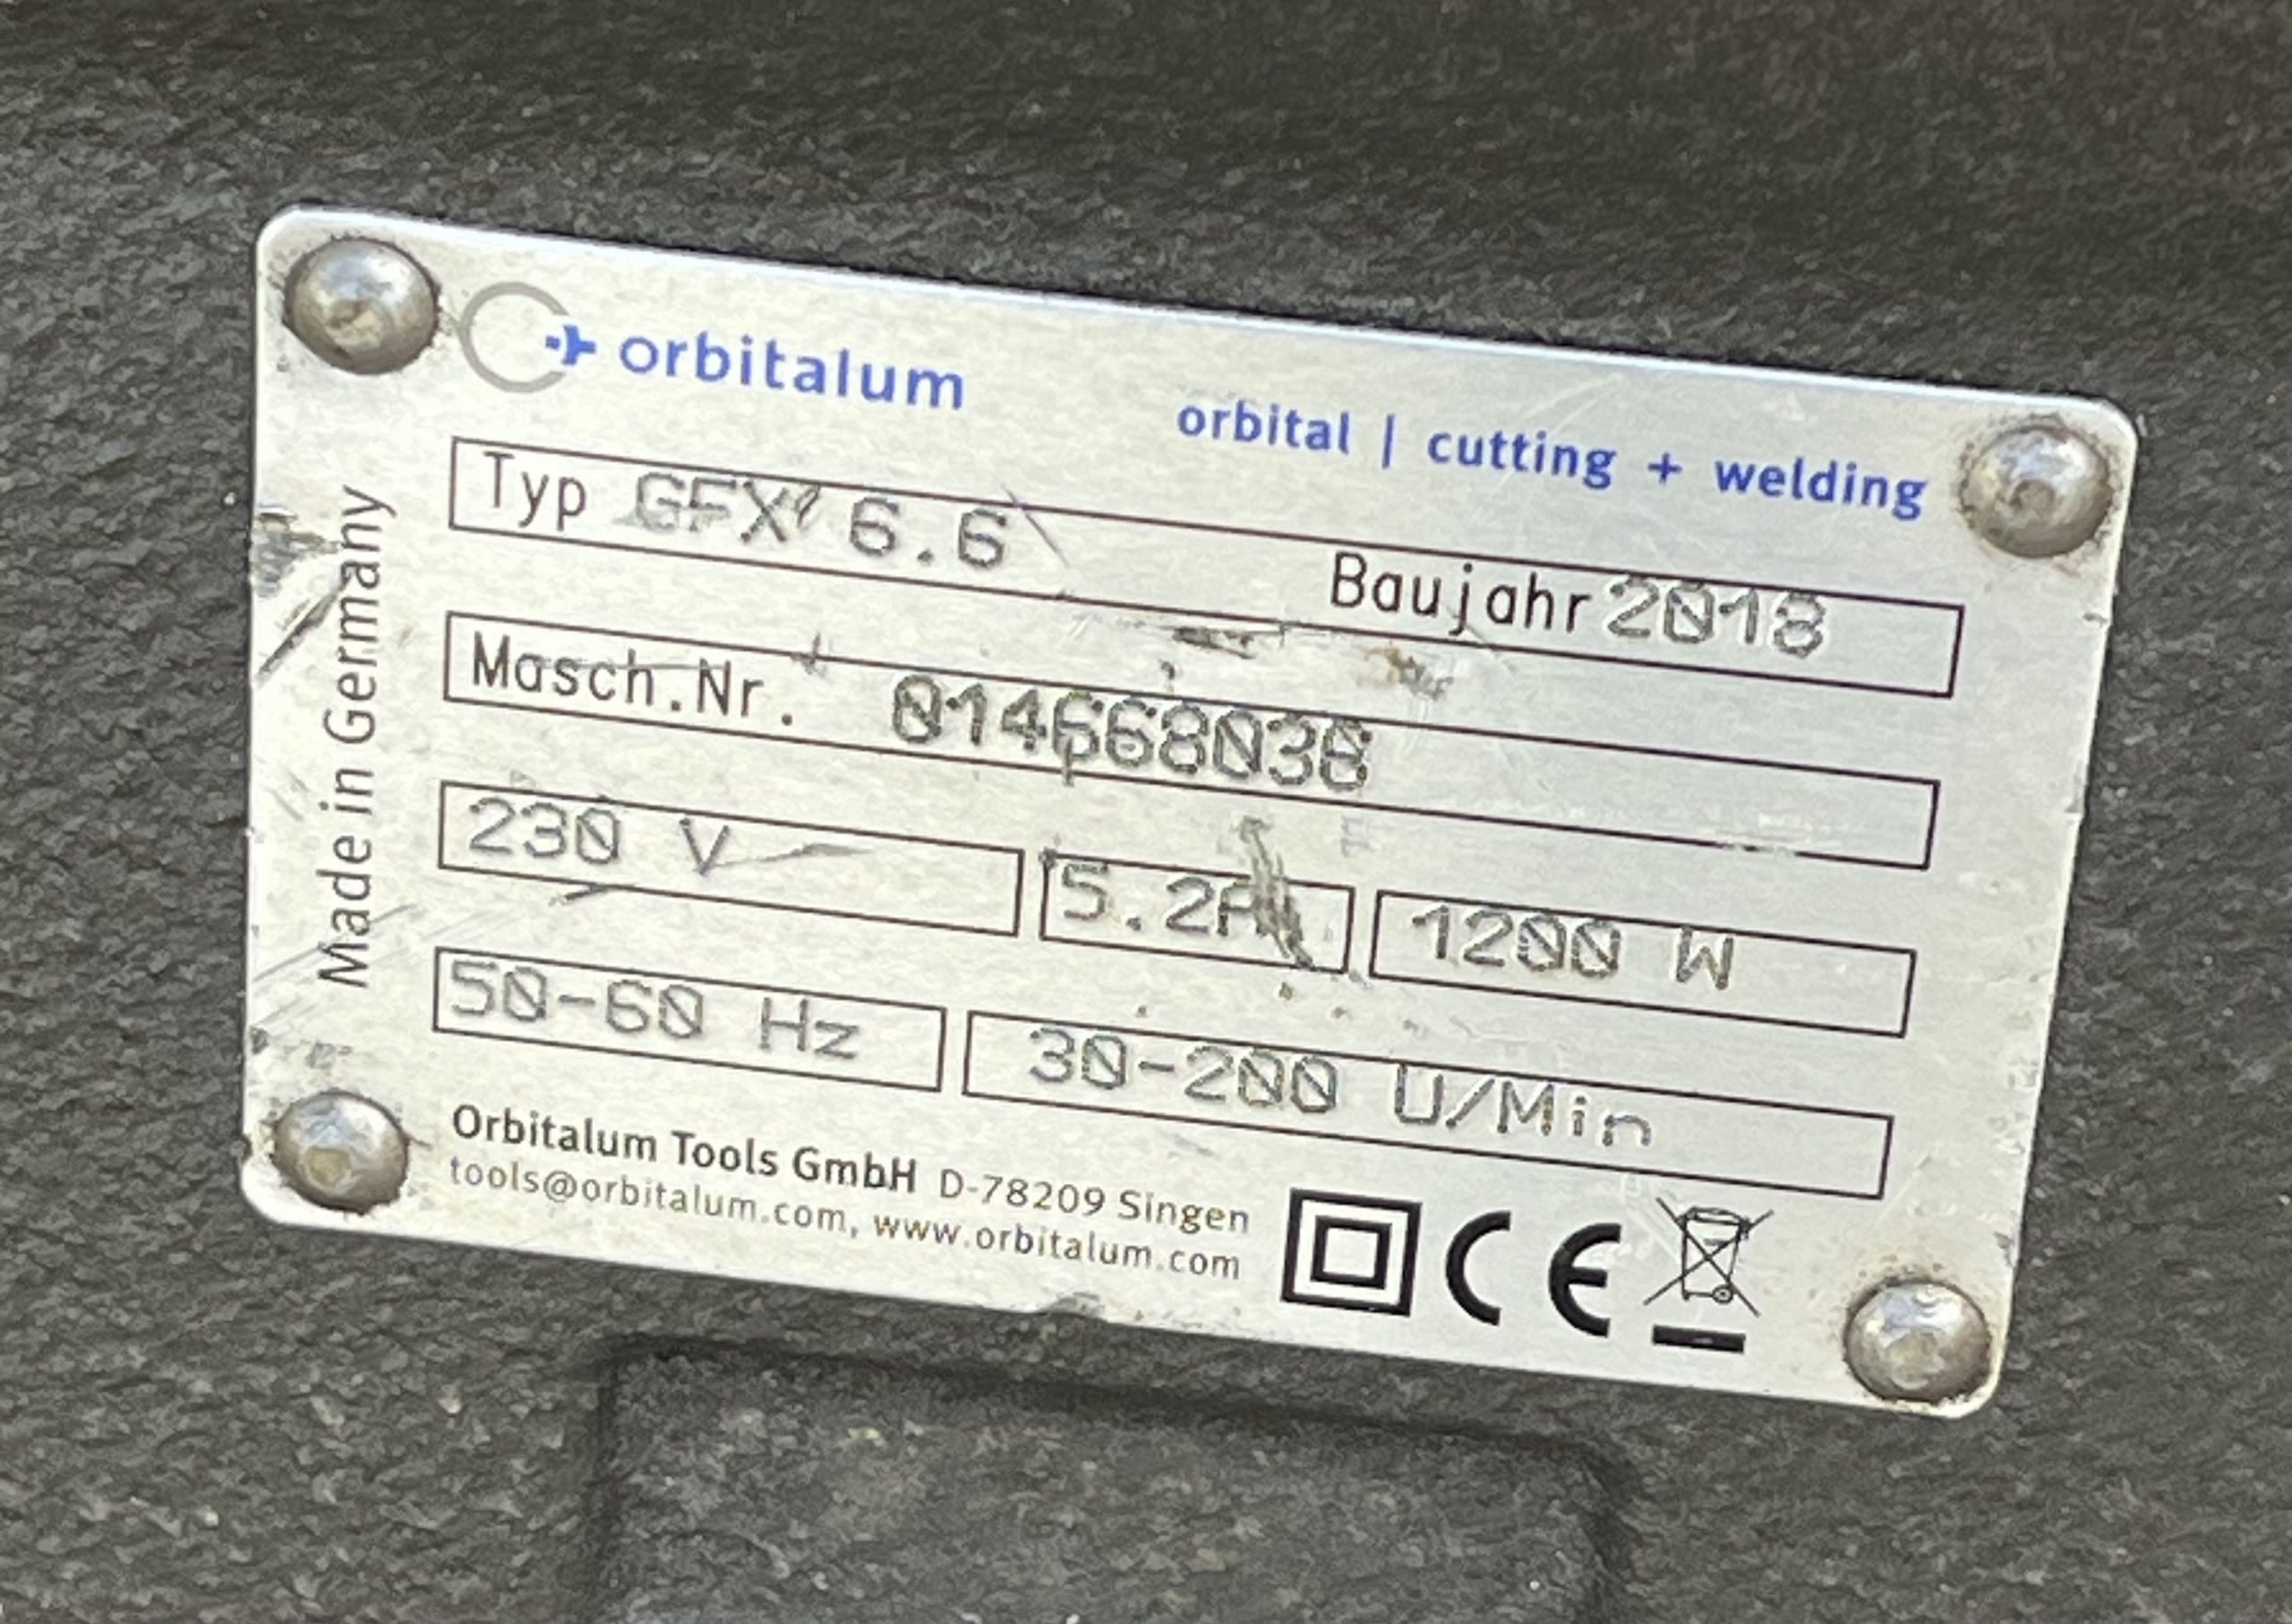 orbitalum
orbital | cutting + welding
Typ GFX 6.6 Baujahr 2018
Masch.Nr. 014668038
230 V 5.2A 1200 W
50-60 Hz 30-200 U/Min
Orbitalum Tools GmbH D-78209 Singen
tools@orbitalum.com, www.orbitalum.com
CE
Made in Germany